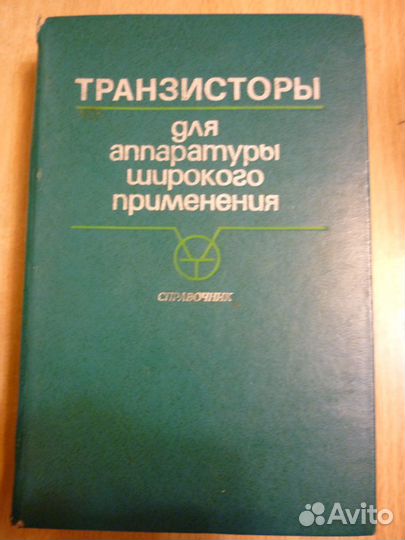 ТРАНЗИСТОРЫ
для
аппаратуры
широкого
применения
СПРАВОЧНИК
Avito